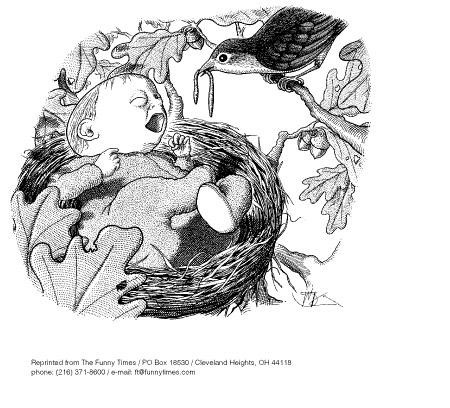 Reprinted from The Funny Times / PO Box 18530 / Cleveland Heights, OH 44118
phone: (216) 371-8600 / e-mail: ft@funnytimes.com